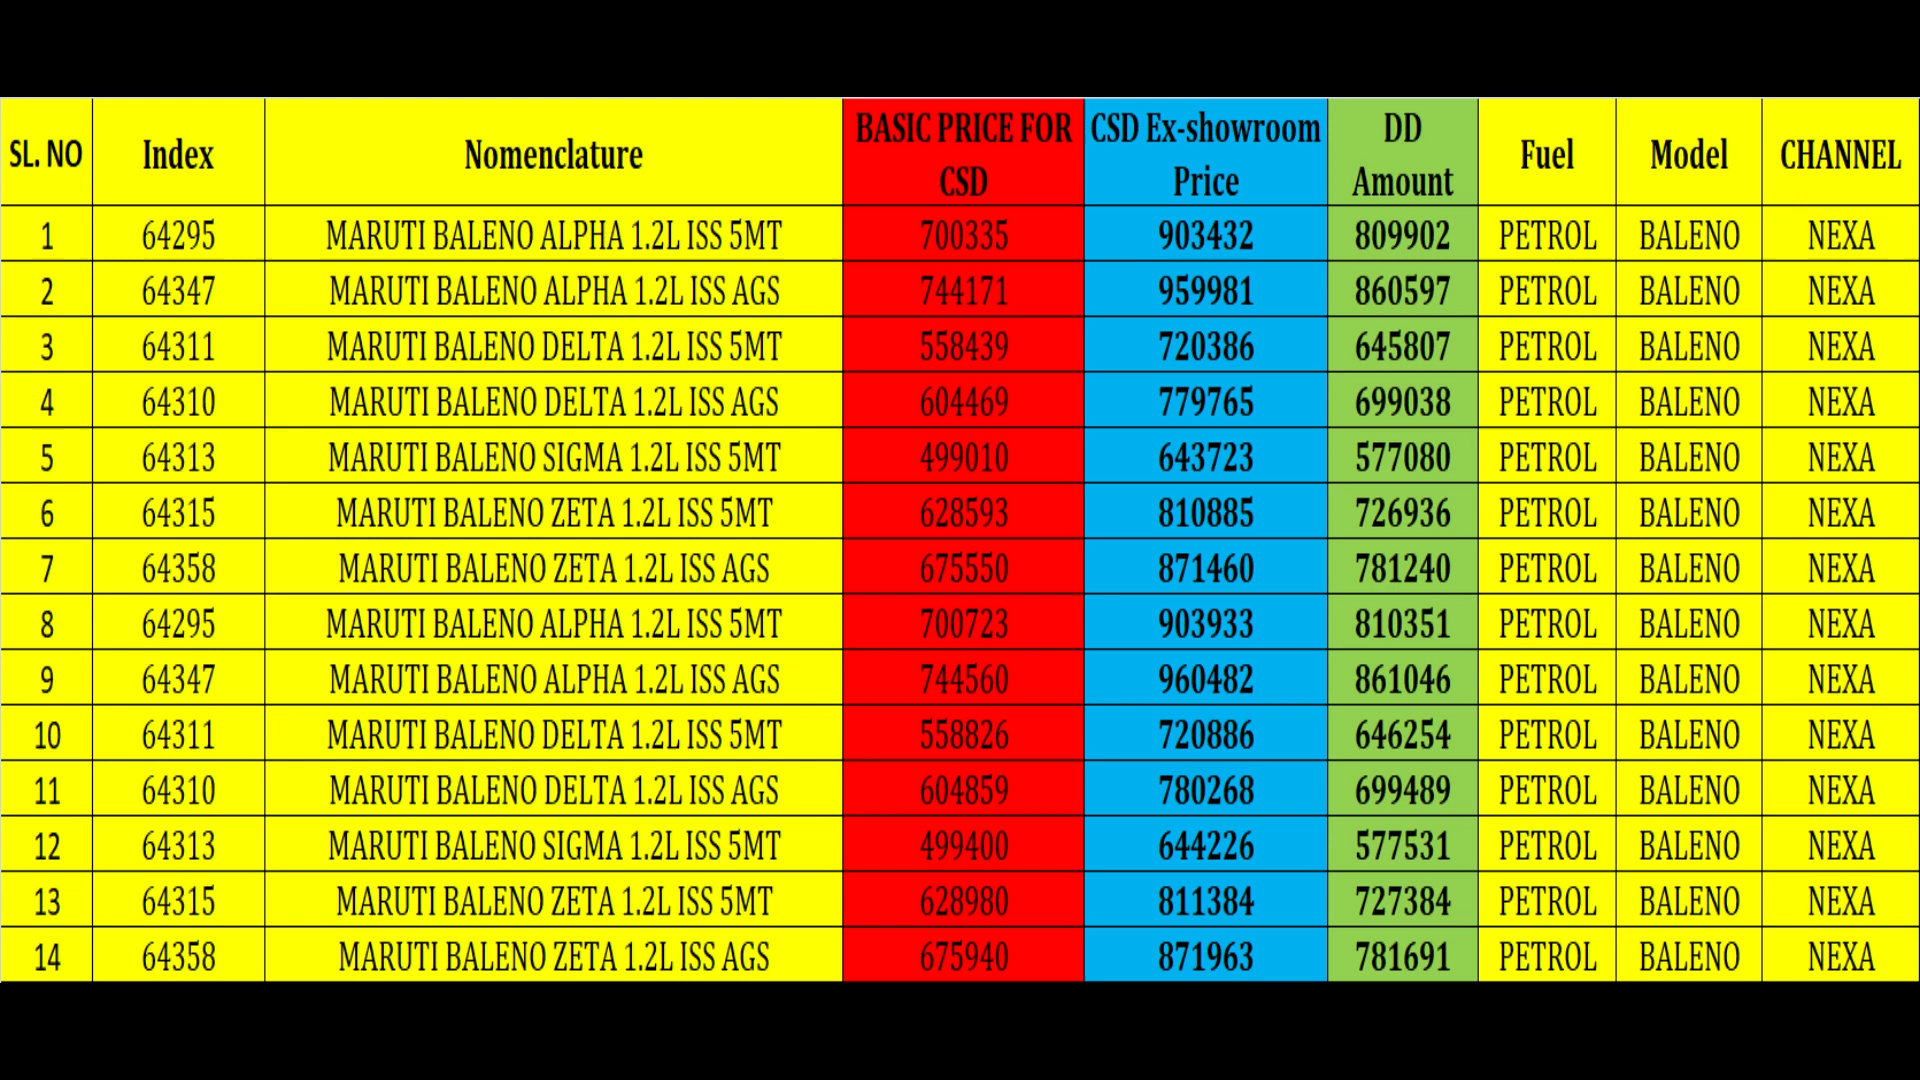 SL. NO Index Nomenclature BASIC PRICE FOR CSD CSD Ex-showroom Price DD Amount Fuel Model CHANNEL
1 64295 MARUTI BALENO ALPHA 1.2L ISS 5MT 700335 903432 809902 PETROL BALENO NEXA
2 64347 MARUTI BALENO ALPHA 1.2L ISS AGS 744171 959981 860597 PETROL BALENO NEXA
3 64311 MARUTI BALENO DELTA 1.2L ISS 5MT 558439 720386 645807 PETROL BALENO NEXA
4 64310 MARUTI BALENO DELTA 1.2L ISS AGS 604469 779765 699038 PETROL BALENO NEXA
5 64313 MARUTI BALENO SIGMA 1.2L ISS 5MT 499010 643723 577080 PETROL BALENO NEXA
6 64315 MARUTI BALENO ZETA 1.2L ISS 5MT 628593 810885 726936 PETROL BALENO NEXA
7 64358 MARUTI BALENO ZETA 1.2L ISS AGS 675550 871460 781240 PETROL BALENO NEXA
8 64295 MARUTI BALENO ALPHA 1.2L ISS 5MT 700723 903933 810351 PETROL BALENO NEXA
9 64347 MARUTI BALENO ALPHA 1.2L ISS AGS 744560 960482 861046 PETROL BALENO NEXA
10 64311 MARUTI BALENO DELTA 1.2L ISS 5MT 558826 720886 646254 PETROL BALENO NEXA
11 64310 MARUTI BALENO DELTA 1.2L ISS AGS 604859 780268 699489 PETROL BALENO NEXA
12 64313 MARUTI BALENO SIGMA 1.2L ISS 5MT 499400 644226 577531 PETROL BALENO NEXA
13 64315 MARUTI BALENO ZETA 1.2L ISS 5MT 628980 811384 727384 PETROL BALENO NEXA
14 64358 MARUTI BALENO ZETA 1.2L ISS AGS 675940 871963 781691 PETROL BALENO NEXA